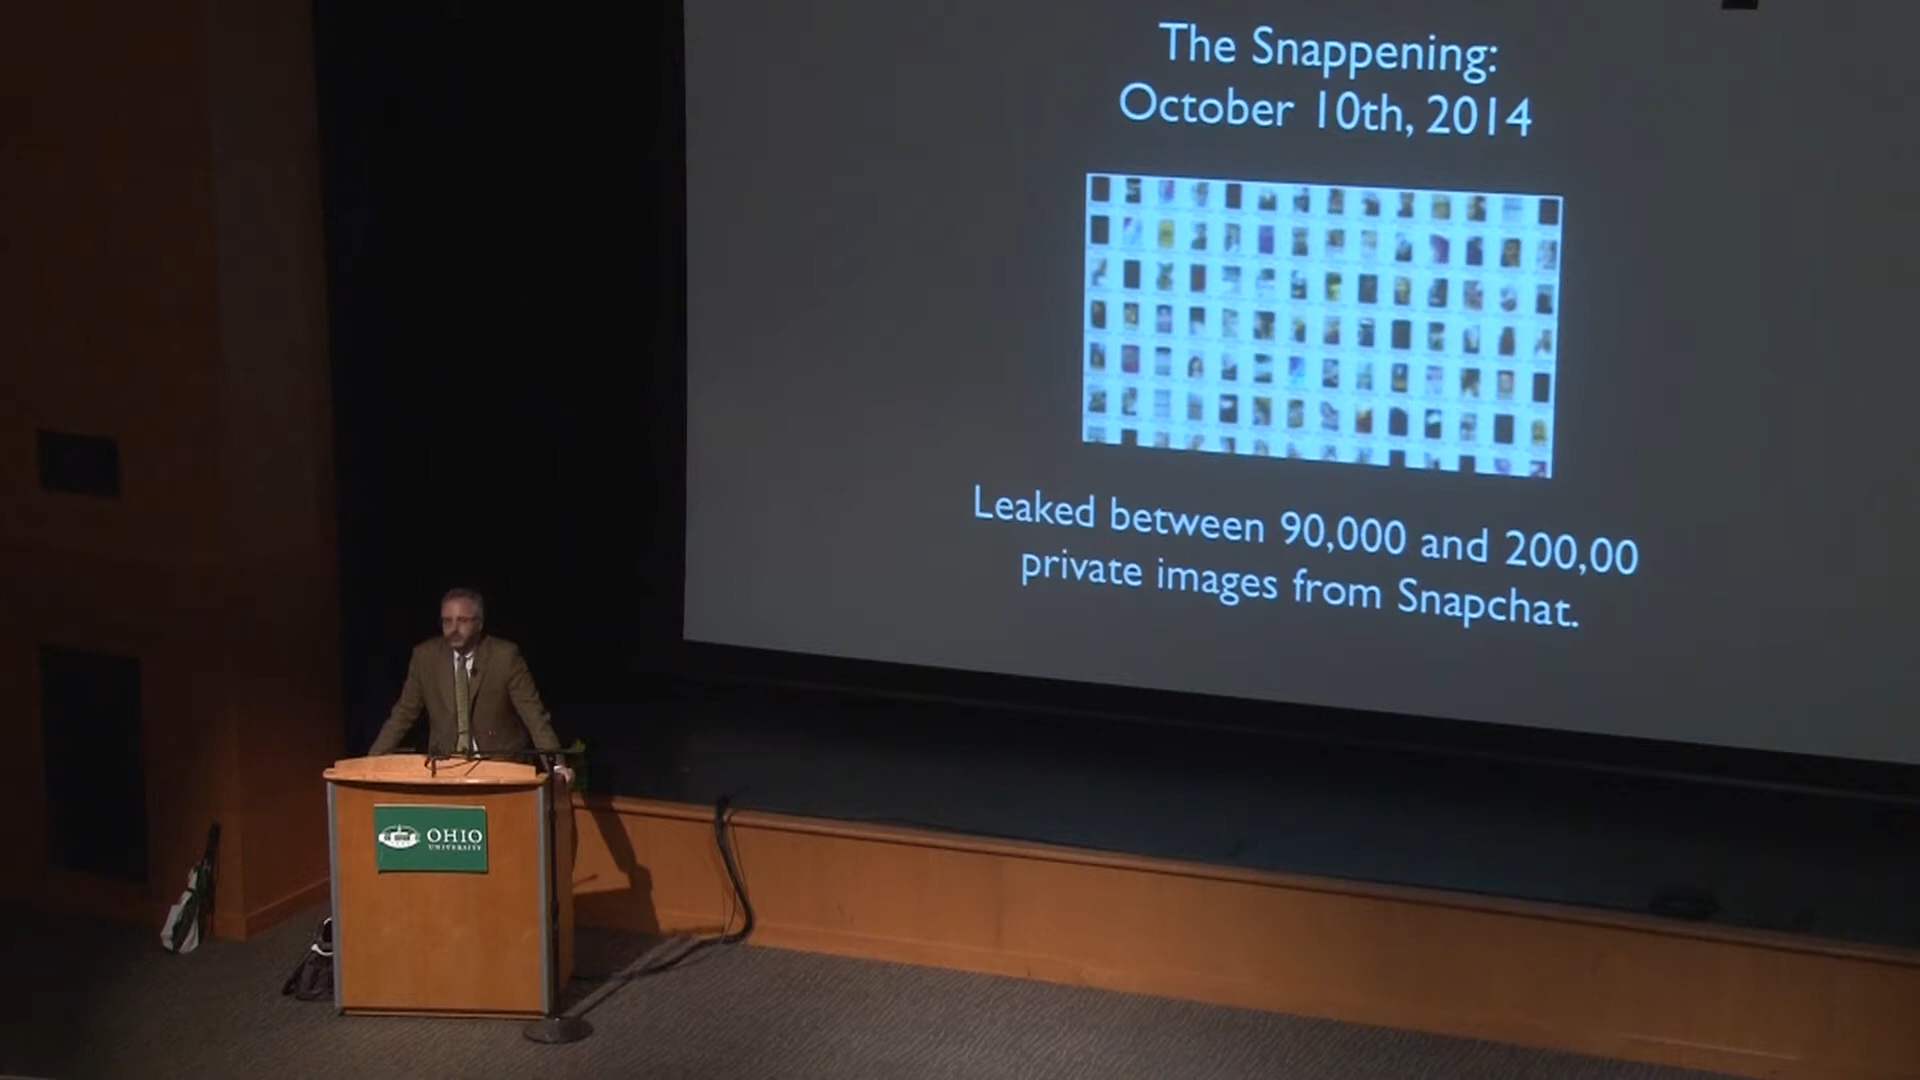 The Snappening:
October 10th, 2014
Leaked between 90,000 and 200,00
private images from Snapchat.
OHIO
UNIVERSITY